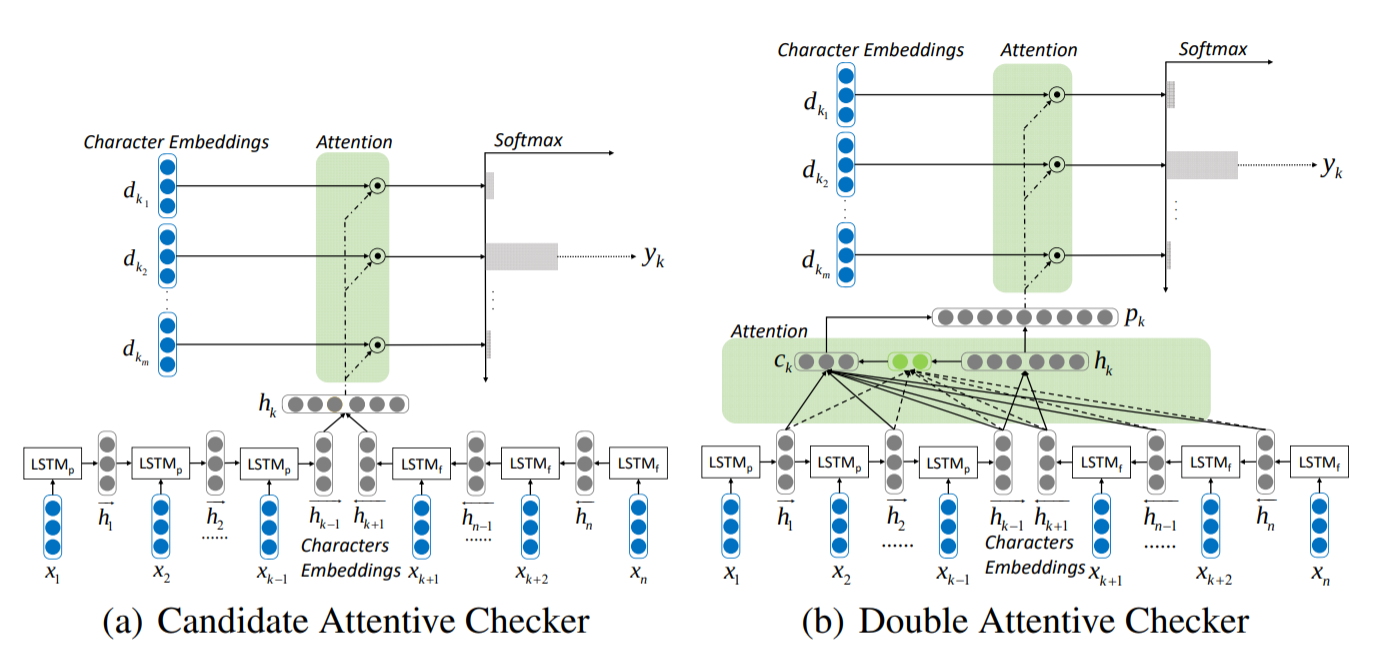 Character Embeddings Attention Softmax
d_{k_1}
d_{k_2}
y_k
d_{k_m}
h_k
LSTM_p LSTM_p LSTM_p LSTM_f LSTM_f LSTM_f
\overrightarrow{h_1} \overrightarrow{h_2} \overrightarrow{h_{k-1}} \overleftarrow{h_{k+1}} \overleftarrow{h_{n-1}} \overleftarrow{h_n}
...... ......
Characters
Embeddings
x_1 x_2 x_{k-1} x_{k+1} x_{k+2} x_n
(a) Candidate Attentive Checker
Character Embeddings Attention Softmax
d_{k_1}
d_{k_2}
y_k
d_{k_m}
p_k
Attention
c_k h_k
LSTM_p LSTM_p LSTM_p LSTM_f LSTM_f LSTM_f
\overrightarrow{h_1} \overrightarrow{h_2} \overrightarrow{h_{k-1}} \overleftarrow{h_{k+1}} \overleftarrow{h_{n-1}} \overleftarrow{h_n}
...... ......
Characters
Embeddings
x_1 x_2 x_{k-1} x_{k+1} x_{k+2} x_n
(b) Double Attentive Checker